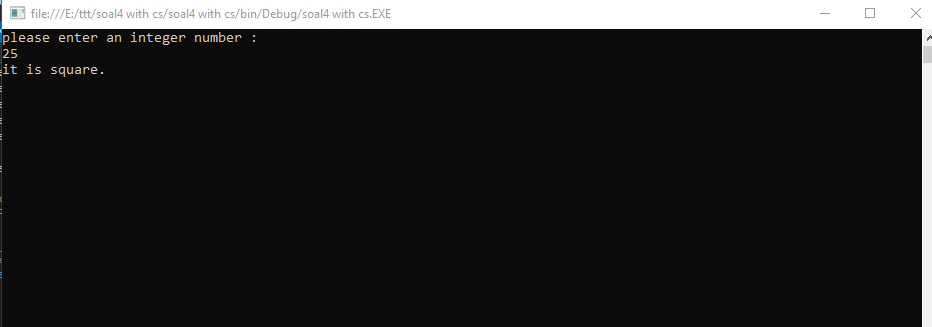 file:///E:/ttt/soal4 with cs/soal4 with cs/bin/Debug/soal4 with cs.EXE
please enter an integer number :
25
it is square.